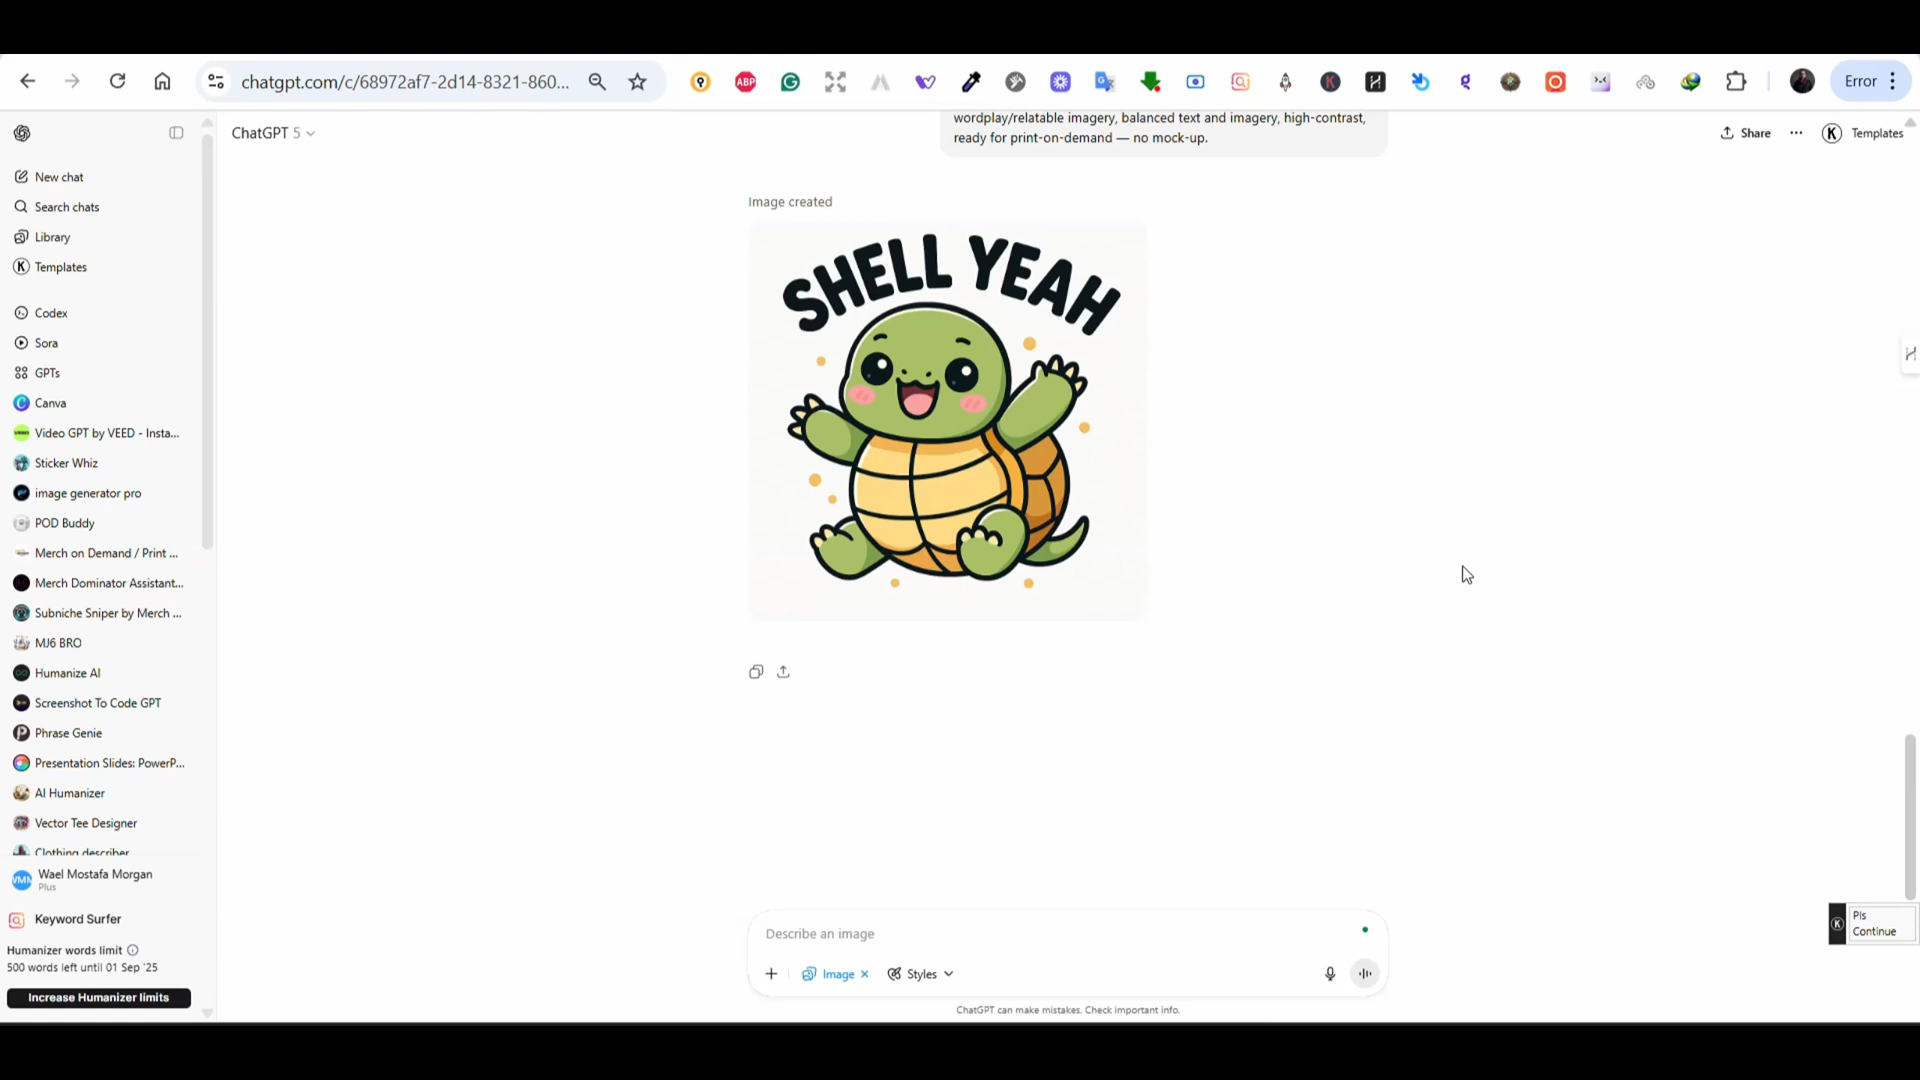 chatgpt.com/c/68972af7-2d14-8321-860...
ABP
Error
ChatGPT 5
wordplay/relatable imagery, balanced text and imagery, high-contrast,
ready for print-on-demand — no mock-up.
Share
Templates
New chat
Search chats
Library
Templates
Codex
Sora
GPTs
Canva
Video GPT by VEED - Insta...
Sticker Whiz
image generator pro
POD Buddy
Merch on Demand / Print ...
Merch Dominator Assistant...
Subniche Sniper by Merch ...
MJ6 BRO
Humanize AI
Screenshot To Code GPT
Phrase Genie
Presentation Slides: PowerP...
AI Humanizer
Vector Tee Designer
Clothing describer
Wael Mostafa Morgan
Plus
Keyword Surfer
Humanizer words limit
500 words left until 01 Sep '25
Increase Humanizer limits
Image created
SHELL YEAH
Describe an image
Image
Styles
ChatGPT can make mistakes. Check important info.
Pls
Continue